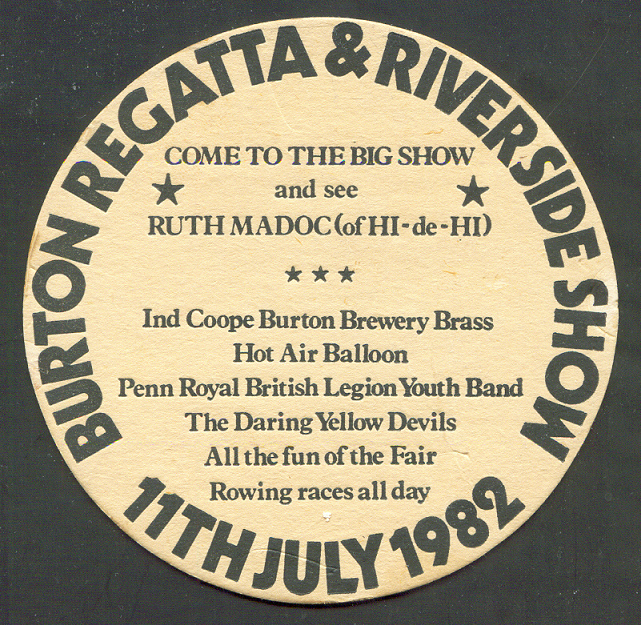 BURTON REGATTA & RIVERSIDE SHOW
COME TO THE BIG SHOW
and see
RUTH MADOC (of HI-de-HI)
Ind Coope Burton Brewery Brass
Hot Air Balloon
Penn Royal British Legion Youth Band
The Daring Yellow Devils
All the fun of the Fair
Rowing races all day
11TH JULY 1982